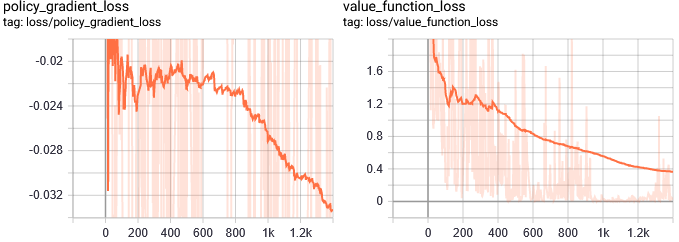 policy_gradient_loss
tag: loss/policy_gradient_loss
-0.02
-0.024
-0.028
-0.032
0 200 400 600 800 1k 1.2k
value_function_loss
tag: loss/value_function_loss
1.6
1.2
0.8
0.4
0
0 200 400 600 800 1k 1.2k